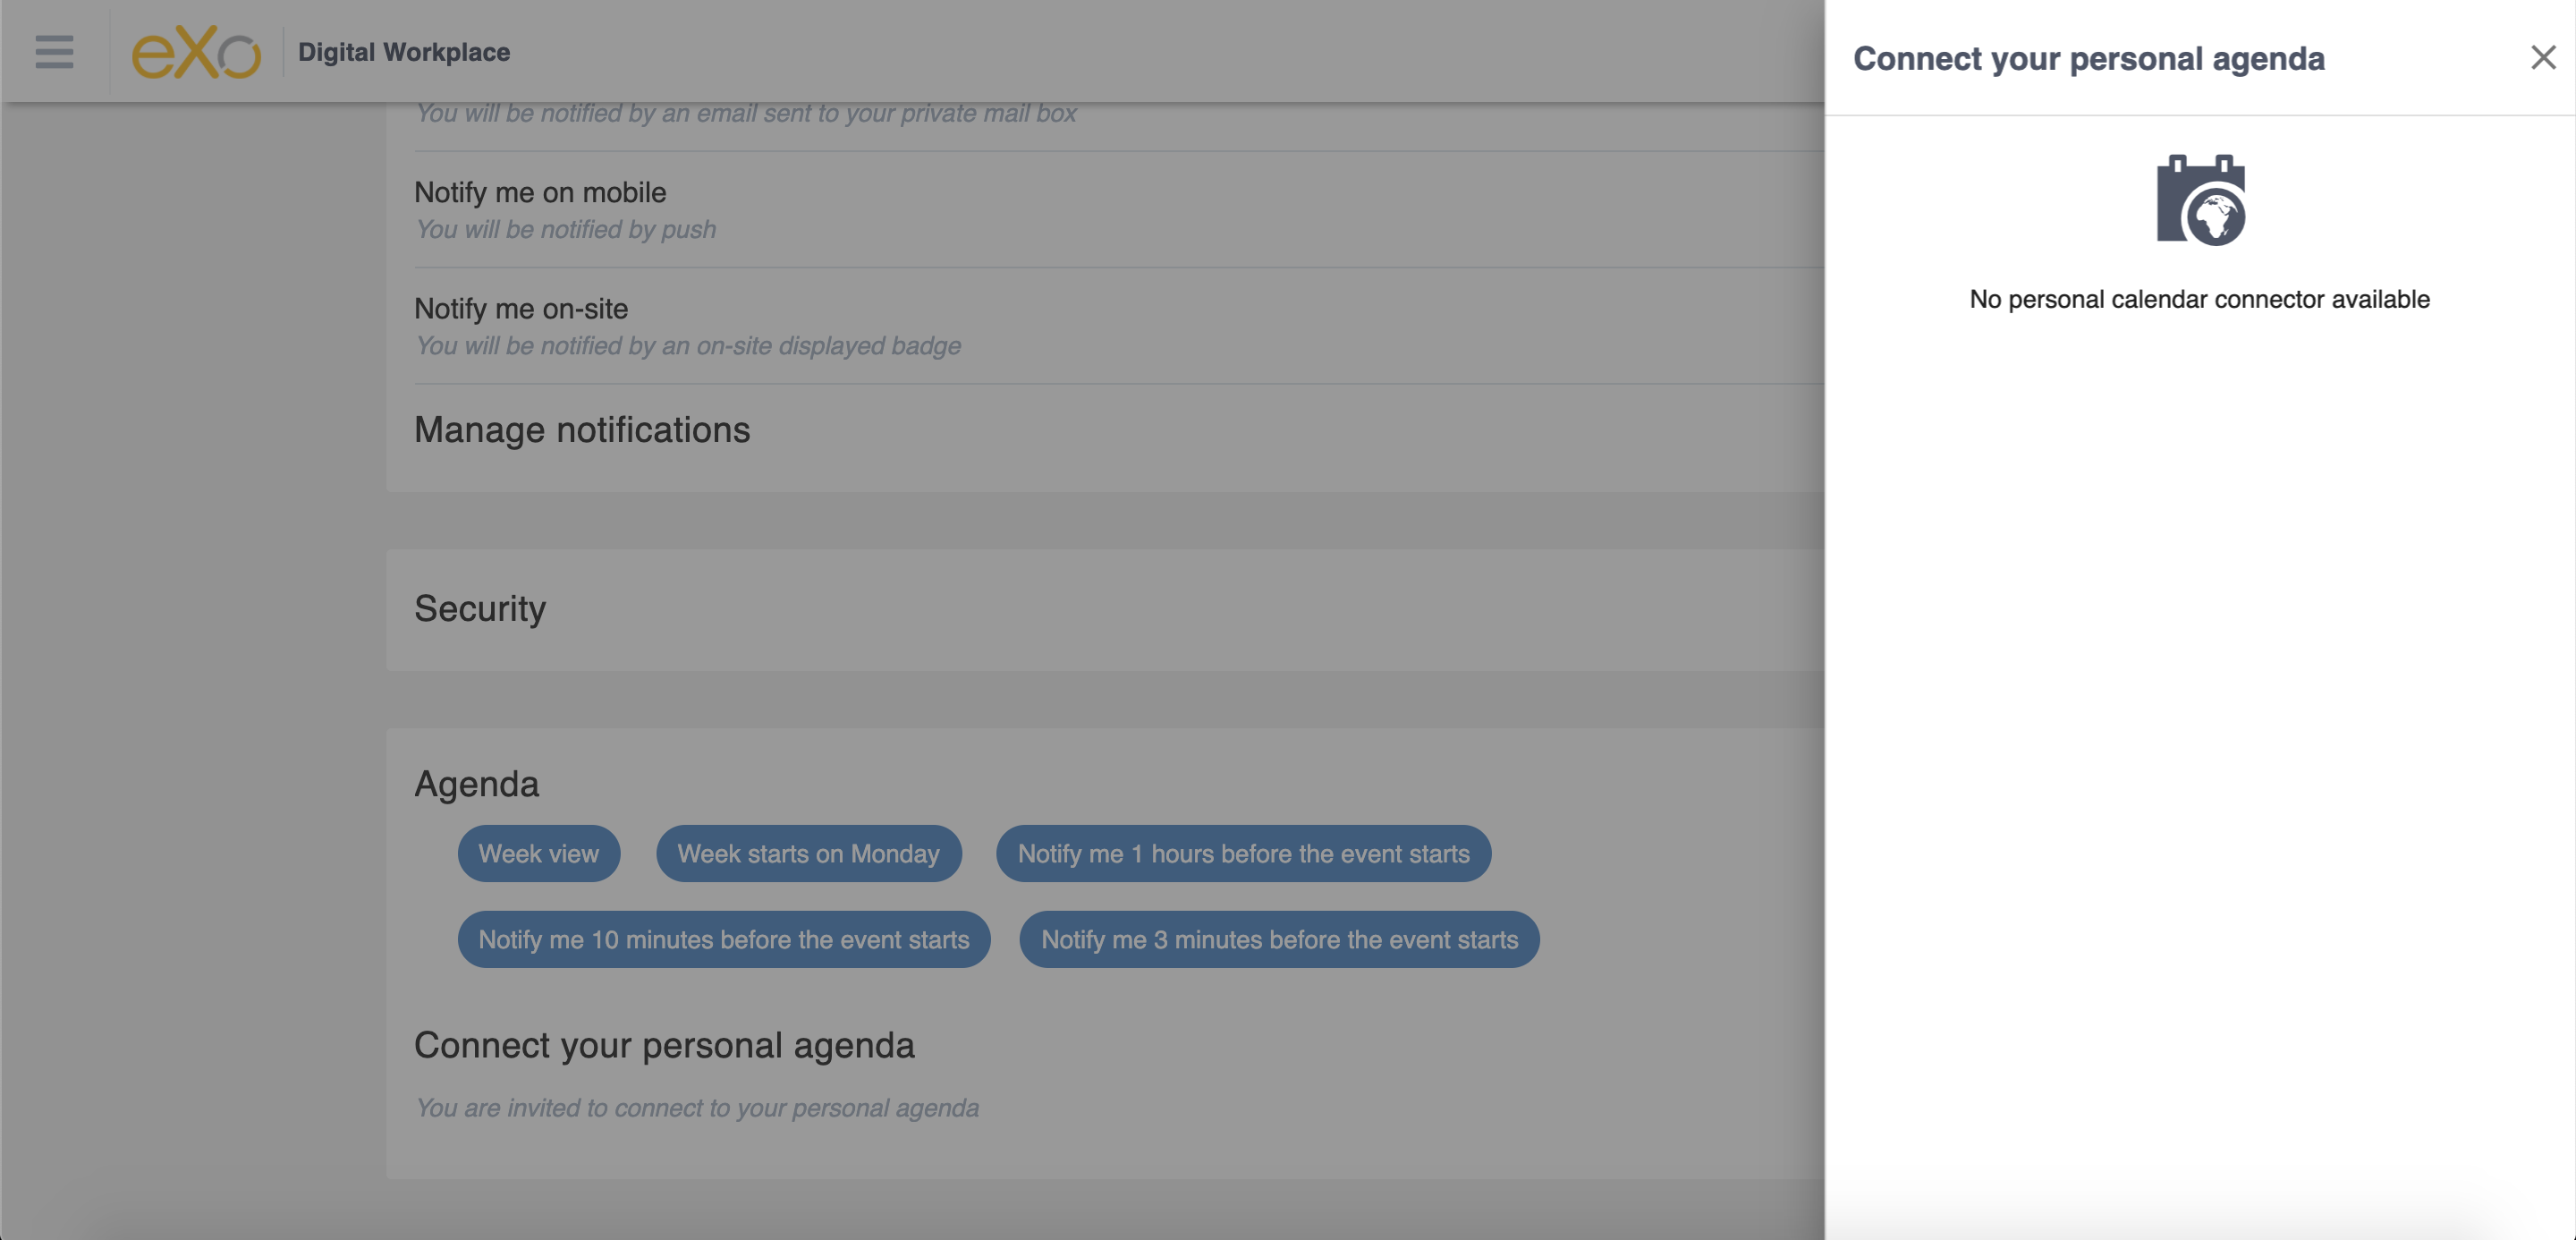 eXo
Digital Workplace
You will be notified by an email sent to your private mail box
Notify me on mobile
You will be notified by push
Notify me on-site
You will be notified by an on-site displayed badge
Manage notifications
Security
Agenda
Week view
Week starts on Monday
Notify me 1 hours before the event starts
Notify me 10 minutes before the event starts
Notify me 3 minutes before the event starts
Connect your personal agenda
You are invited to connect to your personal agenda
Connect your personal agenda
No personal calendar connector available